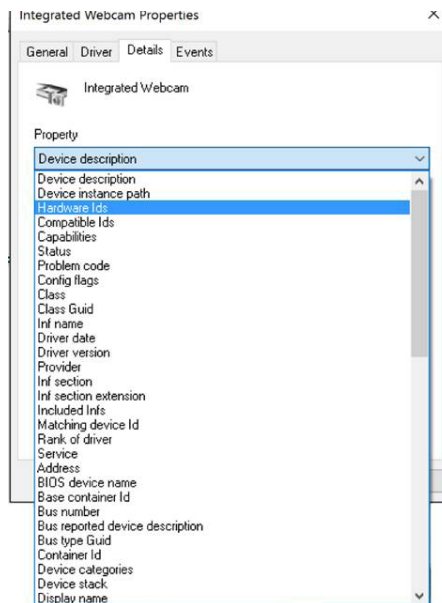 Integrated Webcam Properties
General Driver Details Events
Integrated Webcam
Property
Device description
Device description
Device instance path
Hardware Ids
Compatible Ids
Capabilities
Status
Problem code
Config flags
Class
Class Guid
Inf name
Driver date
Driver version
Provider
Inf section
Inf section extension
Included Infs
Matching device Id
Rank of driver
Service
Address
BIOS device name
Base container Id
Bus number
Bus reported device description
Bus type Guid
Container Id
Device categories
Device stack
Display name